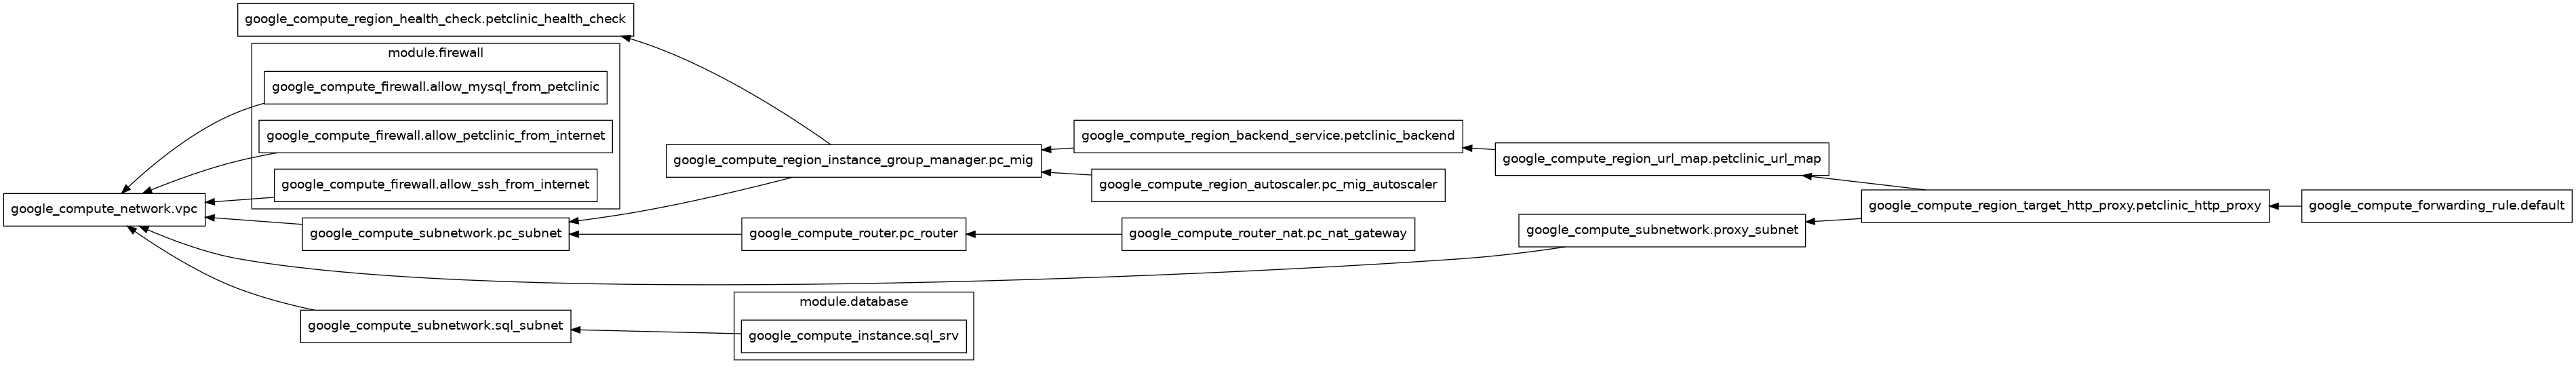 google_compute_region_health_check.petclinic_health_check
module.firewall
google_compute_firewall.allow_mysql_from_petclinic
google_compute_firewall.allow_petclinic_from_internet
google_compute_firewall.allow_ssh_from_internet
google_compute_network.vpc
google_compute_subnetwork.pc_subnet
google_compute_region_instance_group_manager.pc_mig
google_compute_router.pc_router
google_compute_region_backend_service.petclinic_backend
google_compute_region_autoscaler.pc_mig_autoscaler
google_compute_router_nat.pc_nat_gateway
google_compute_region_url_map.petclinic_url_map
google_compute_subnetwork.proxy_subnet
google_compute_region_target_http_proxy.petclinic_http_proxy
google_compute_forwarding_rule.default
google_compute_subnetwork.sql_subnet
module.database
google_compute_instance.sql_srv